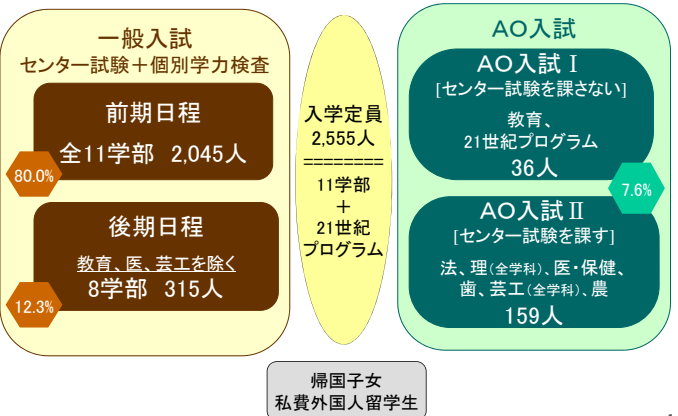 一般入試
センター試験＋個別学力検査
前期日程
全11学部 2,045人
80.0%
後期日程
教育、医、芸工を除く
8学部 315人
12.3%
入学定員
2,555人
========
11学部
＋
21世紀
プログラム
AO入試
AO入試Ⅰ
[センター試験を課さない]
教育、
21世紀プログラム
36人
7.6%
AO入試Ⅱ
[センター試験を課す]
法、理(全学科)、医・保健、
歯、芸工(全学科)、農
159人
帰国子女
私費外国人留学生